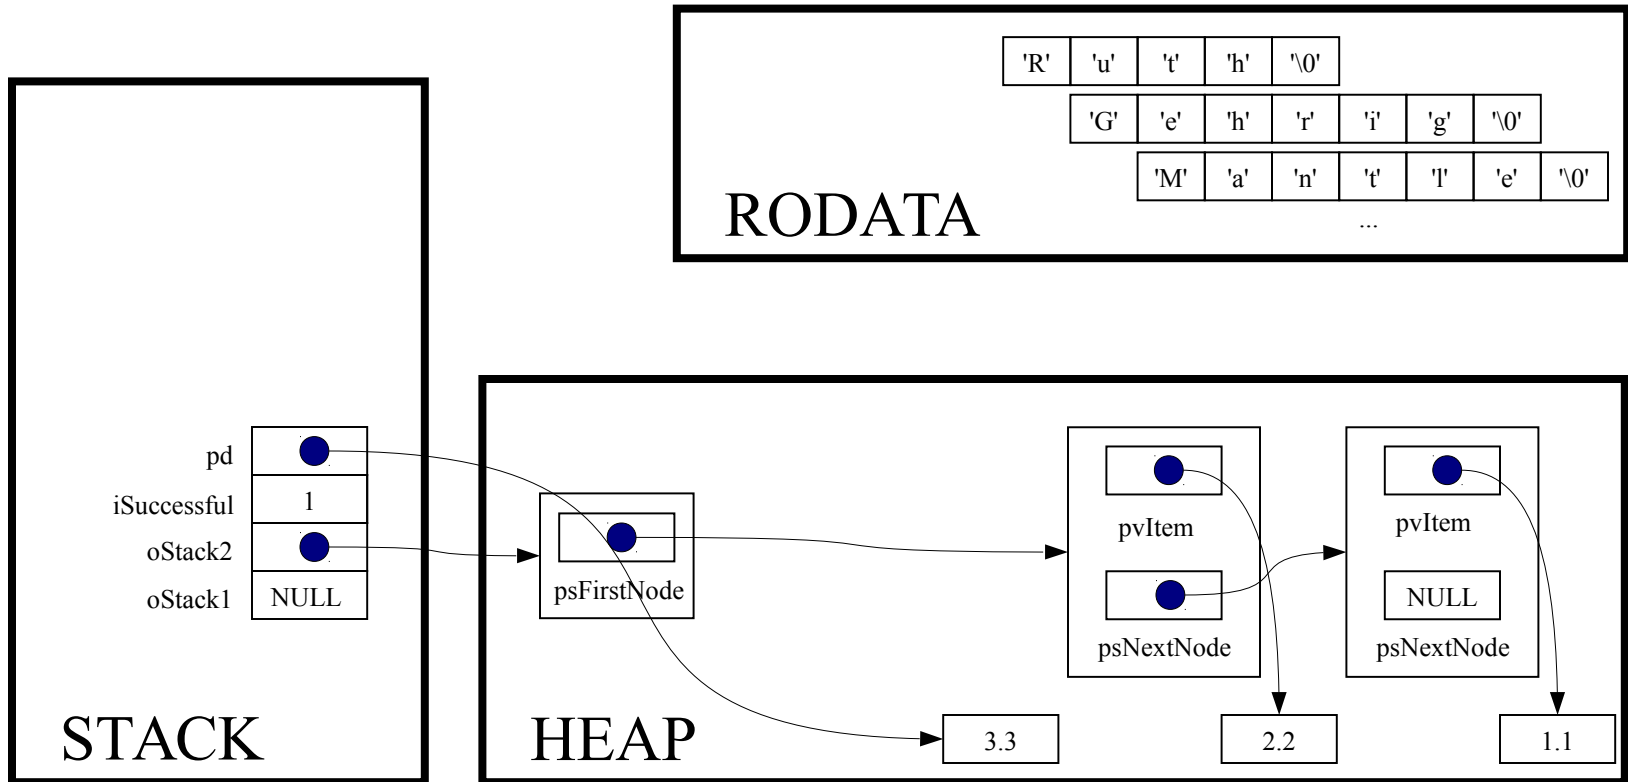 'R' 'u' 't' 'h' '\0'
'G' 'e' 'h' 'r' 'i' 'g' '\0'
'M' 'a' 'n' 't' 'l' 'e' '\0'
...
RODATA
pd
iSuccessful 1
oStack2
oStack1 NULL
STACK
psFirstNode
pvItem
psNextNode
pvItem
NULL
psNextNode
3.3
2.2
1.1
HEAP